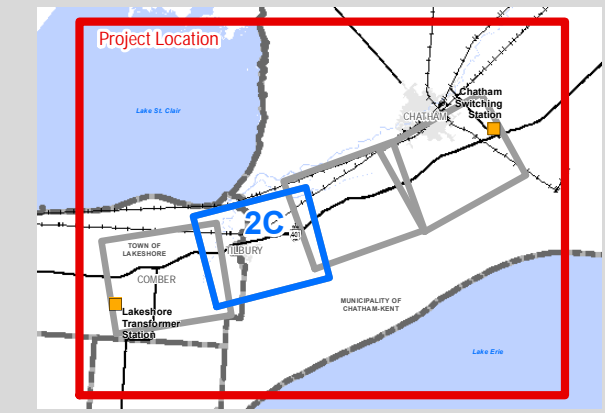 Project Location
Lake St. Clair
Chatham
Switching
Station
CHATHAM
2C
401
TILBURY
TOWN OF
LAKESHORE
COMBER
MUNICIPALITY OF
CHATHAM-KENT
Lakeshore
Transformer
Station
Lake Erie